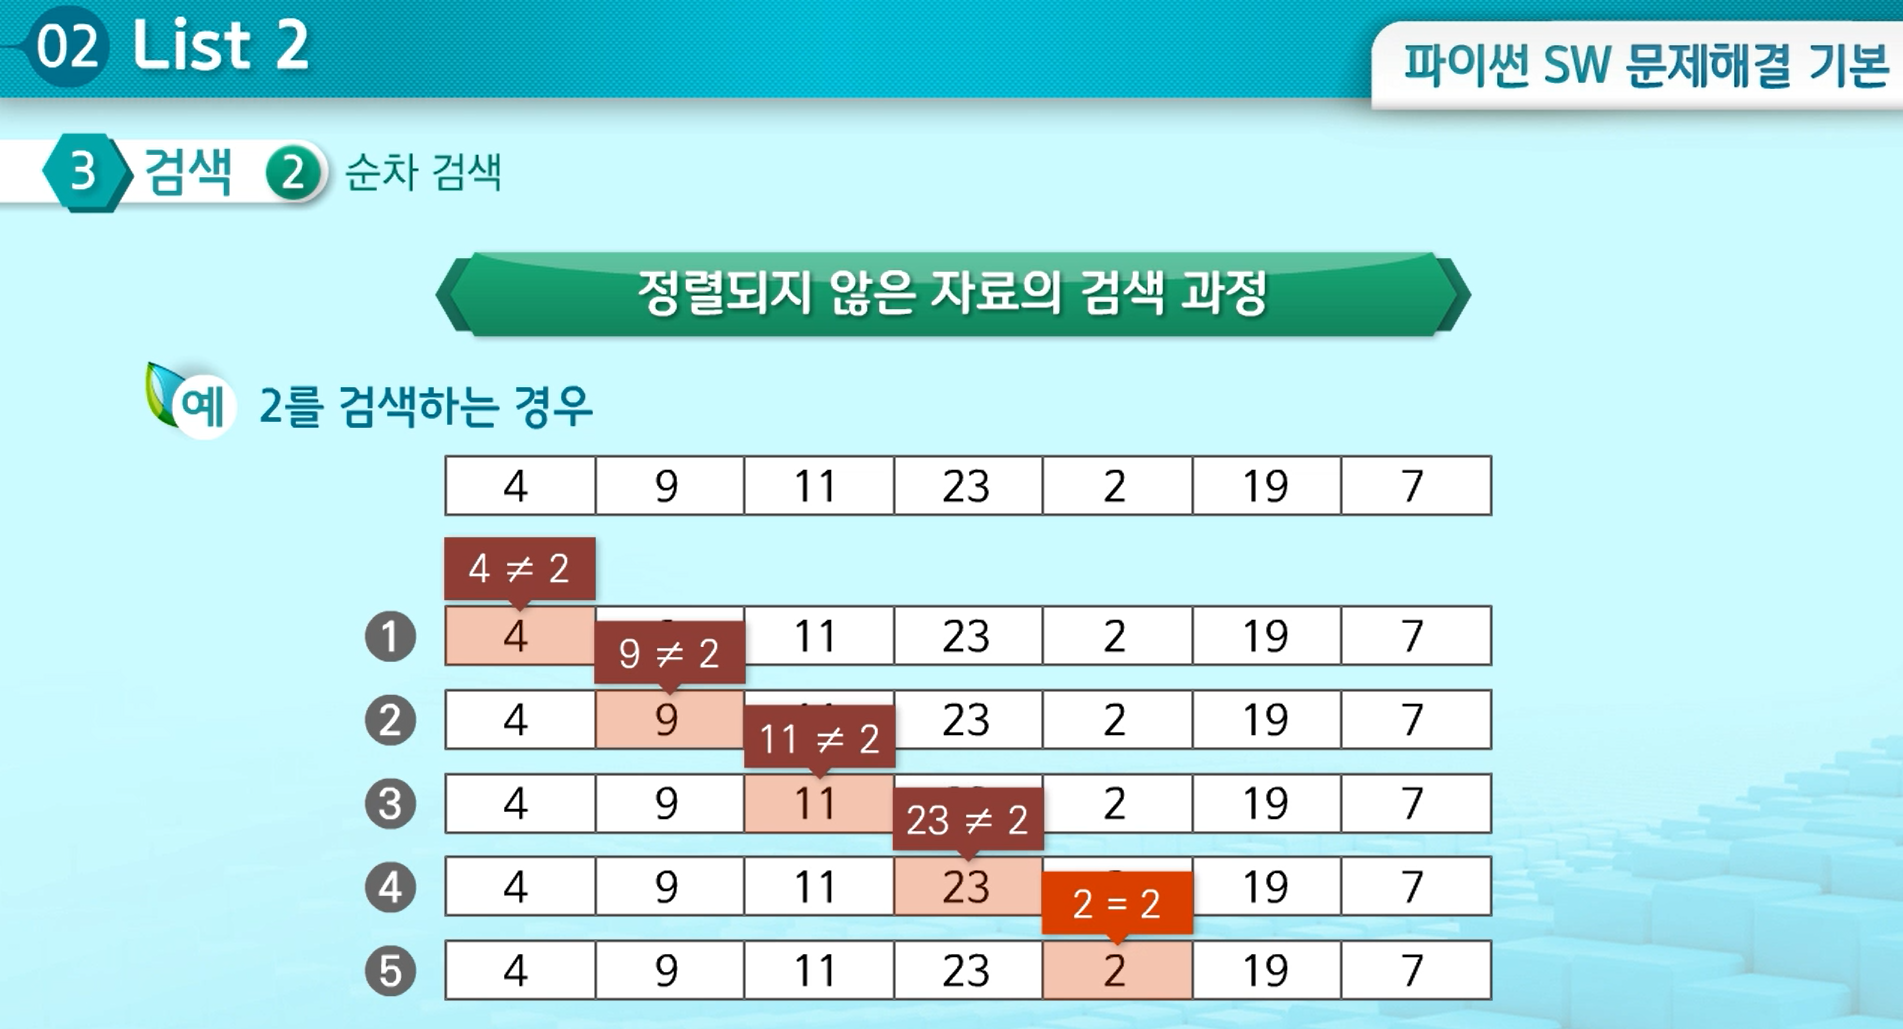 02 List 2
파이썬 SW 문제해결 기본
3 검색 2 순차 검색
정렬되지 않은 자료의 검색 과정
예 2를 검색하는 경우
4 9 11 23 2 19 7
4 ≠ 2
1 4 11 23 2 19 7
9 ≠ 2
2 4 9 23 2 19 7
11 ≠ 2
3 4 9 11 2 19 7
23 ≠ 2
4 4 9 11 23 19 7
2 = 2
5 4 9 11 23 2 19 7